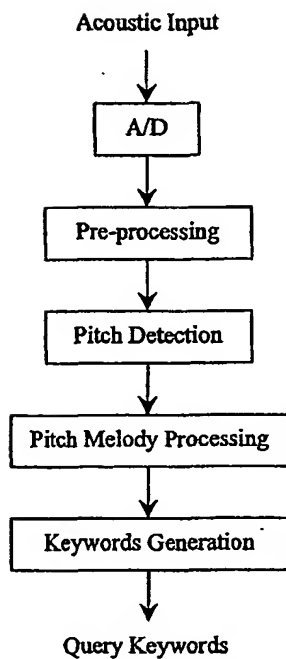 Acoustic Input
A/D
Pre-processing
Pitch Detection
Pitch Melody Processing
Keywords Generation
Query Keywords